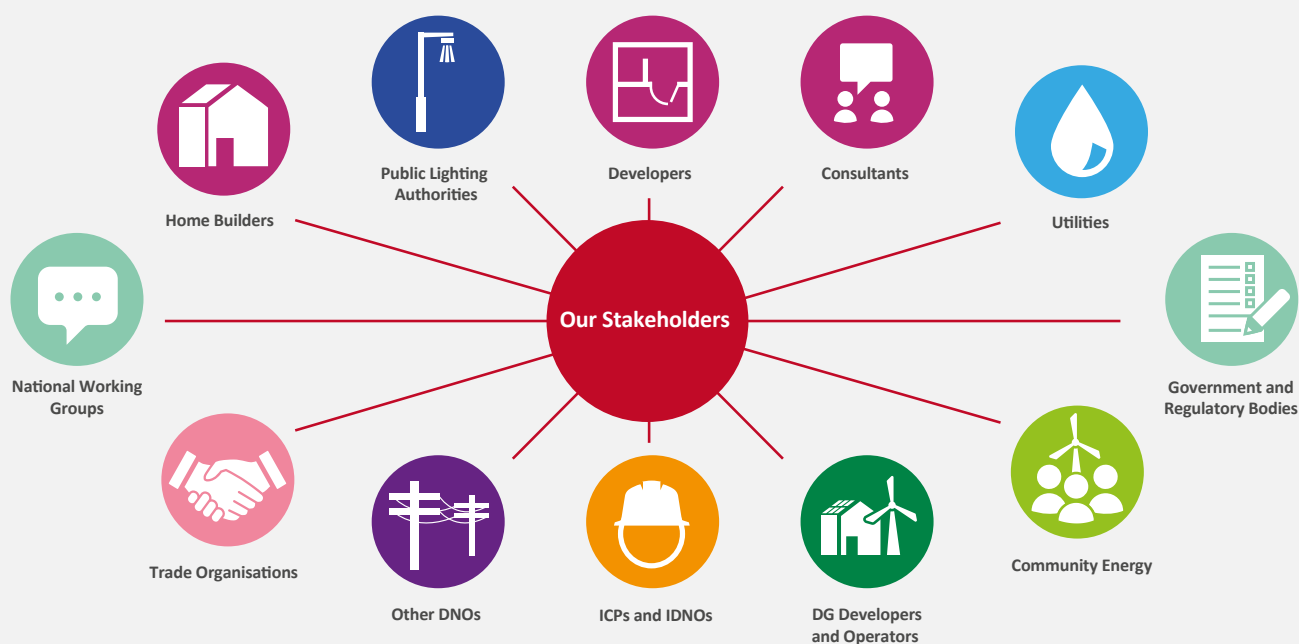 Public Lighting
Authorities
Developers
Consultants
Home Builders
Utilities
Our Stakeholders
National Working
Groups
Government and
Regulatory Bodies
Trade Organisations
Community Energy
Other DNOs
ICPs and IDNOs
DG Developers
and Operators